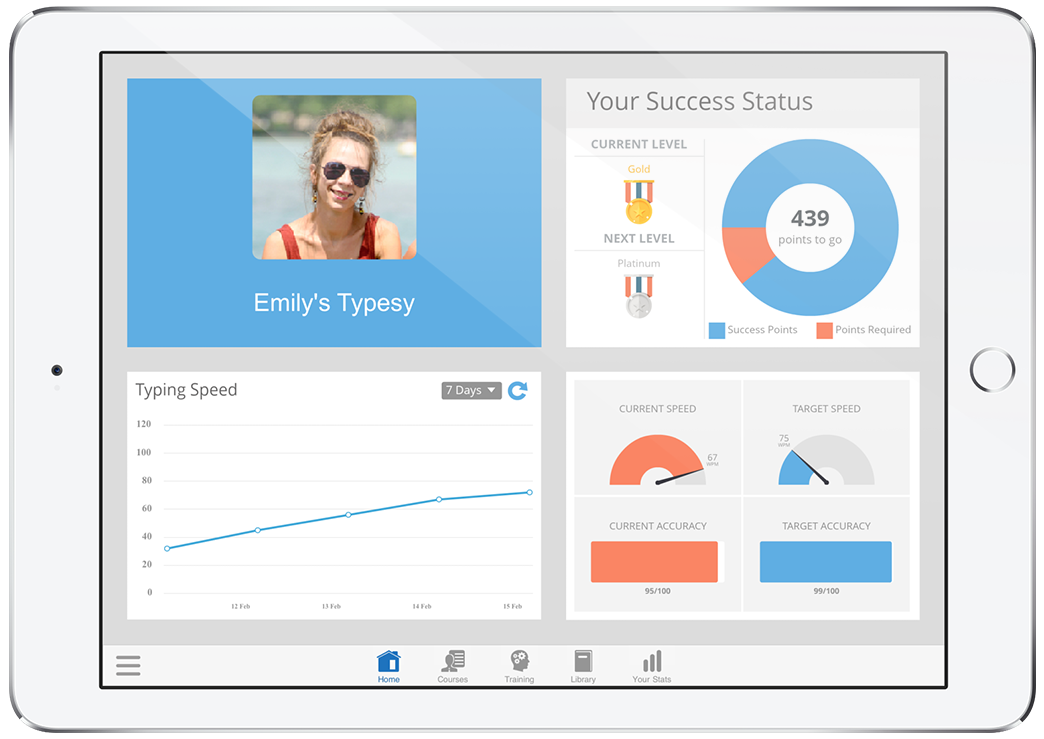 Emily's Typesy
Your Success Status
CURRENT LEVEL
Gold
NEXT LEVEL
Platinum
439
points to go
Success Points
Points Required
Typing Speed
7 Days
120
100
80
60
40
20
0
12 Feb
13 Feb
14 Feb
15 Feb
CURRENT SPEED
67
WPM
TARGET SPEED
75
WPM
CURRENT ACCURACY
95/100
TARGET ACCURACY
99/100
Home
Courses
Training
Library
Your Stats